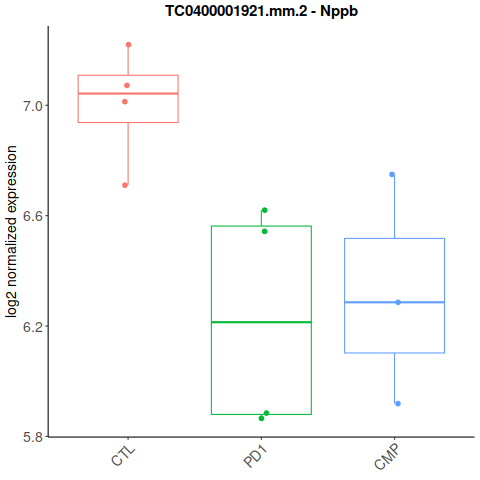 TC0400001921.mm.2 - Nppb
log2 normalized expression
7.0
6.6
6.2
5.8
CTL
PD1
CMP